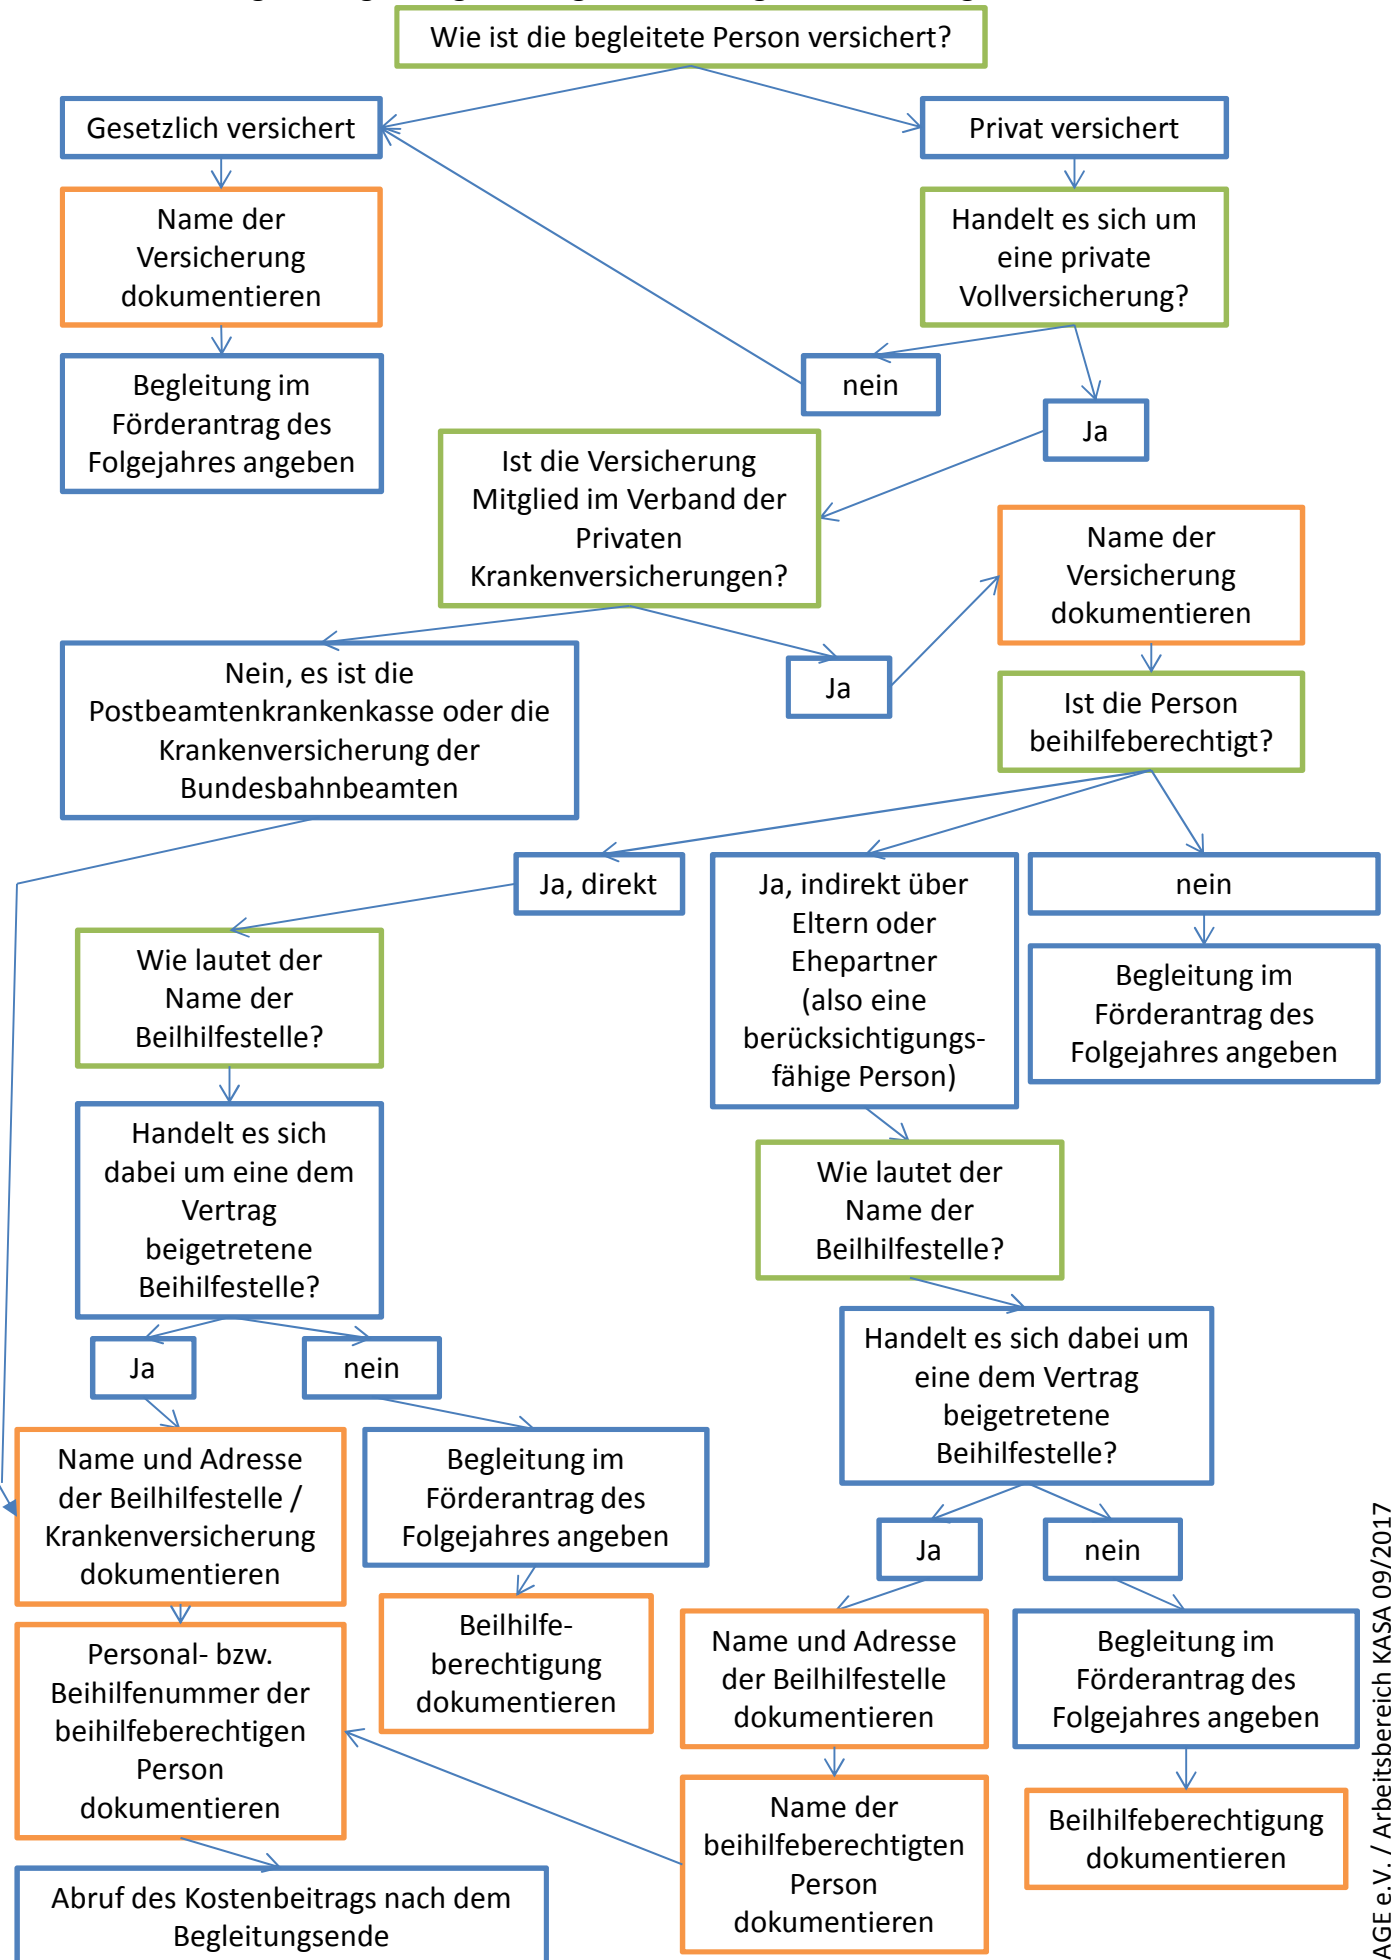 Wie ist die begleitete Person versichert?
Gesetzlich versichert
Privat versichert
Name der
Versicherung
dokumentieren
Handelt es sich um
eine private
Vollversicherung?
Begleitung im
Förderantrag des
Folgejahres angeben
nein
Ja
Ist die Versicherung
Mitglied im Verband der
Privaten
Krankenversicherungen?
Name der
Versicherung
dokumentieren
Nein, es ist die
Postbeamtenkrankenkasse oder die
Krankenversicherung der
Bundesbahnbeamten
Ja
Ist die Person
beihilfeberechtigt?
Ja, direkt
Ja, indirekt über
Eltern oder
Ehepartner
(also eine
berücksichtigungs-
fähige Person)
nein
Begleitung im
Förderantrag des
Folgejahres angeben
Wie lautet der
Name der
Beilhilfestelle?
Handelt es sich
dabei um eine dem
Vertrag
beigetretene
Beihilfestelle?
Wie lautet der
Name der
Beilhilfestelle?
Handelt es sich dabei um
eine dem Vertrag
beigetretene
Beihilfestelle?
Ja
nein
Name und Adresse
der Beilhilfestelle /
Krankenversicherung
dokumentieren
Begleitung im
Förderantrag des
Folgejahres angeben
Ja
nein
Beilhilfe-
berechtigung
dokumentieren
Personal- bzw.
Beihilfenummer der
beihilfeberechtigen
Person
dokumentieren
Name und Adresse
der Beilhilfestelle
dokumentieren
Begleitung im
Förderantrag des
Folgejahres angeben
Name der
beihilfeberechtigten
Person
dokumentieren
Beilhilfeberechtigung
dokumentieren
Abruf des Kostenbeitrags nach dem
Begleitungsende
AGE e.V. / Arbeitsbereich KASA 09/2017